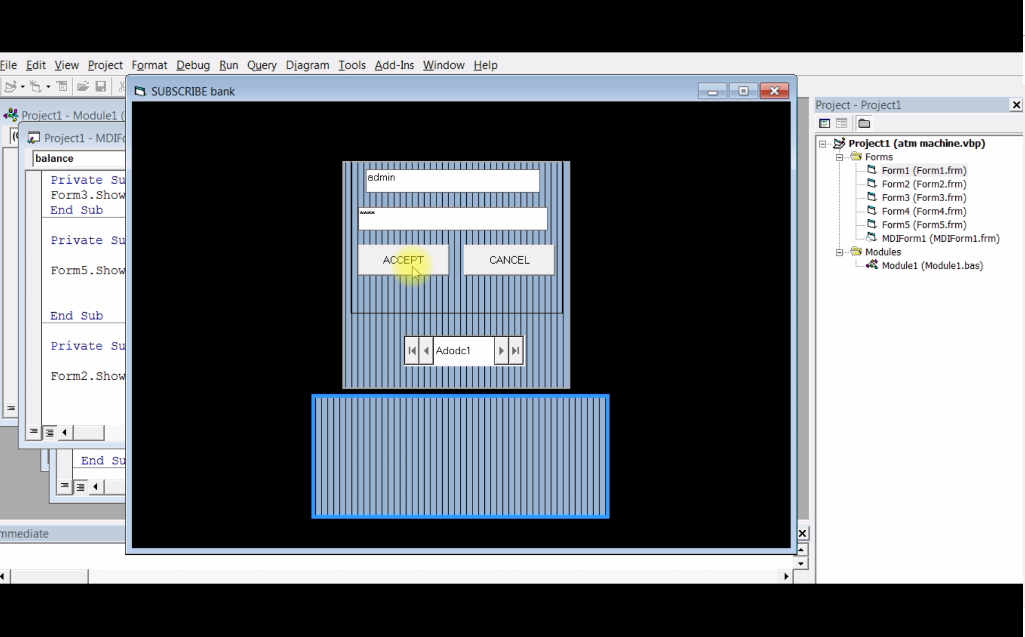 File Edit View Project Format Debug Run Query Diagram Tools Add-Ins Window Help
SUBSCRIBE bank
Project - Project1
Project1 - Module1 (
Project1 - MDIFo
balance
Private Su
Form3.Show
End Sub
Private Su
Form5.Show
End Sub
Private Su
Form2.Show
End Su
mmediate
admin
****
ACCEPT CANCEL
Adodc1
Project1 (atm machine.vbp)
Forms
Form1 (Form1.frm)
Form2 (Form2.frm)
Form3 (Form3.frm)
Form4 (Form4.frm)
Form5 (Form5.frm)
MDIForm1 (MDIForm1.frm)
Modules
Module1 (Module1.bas)